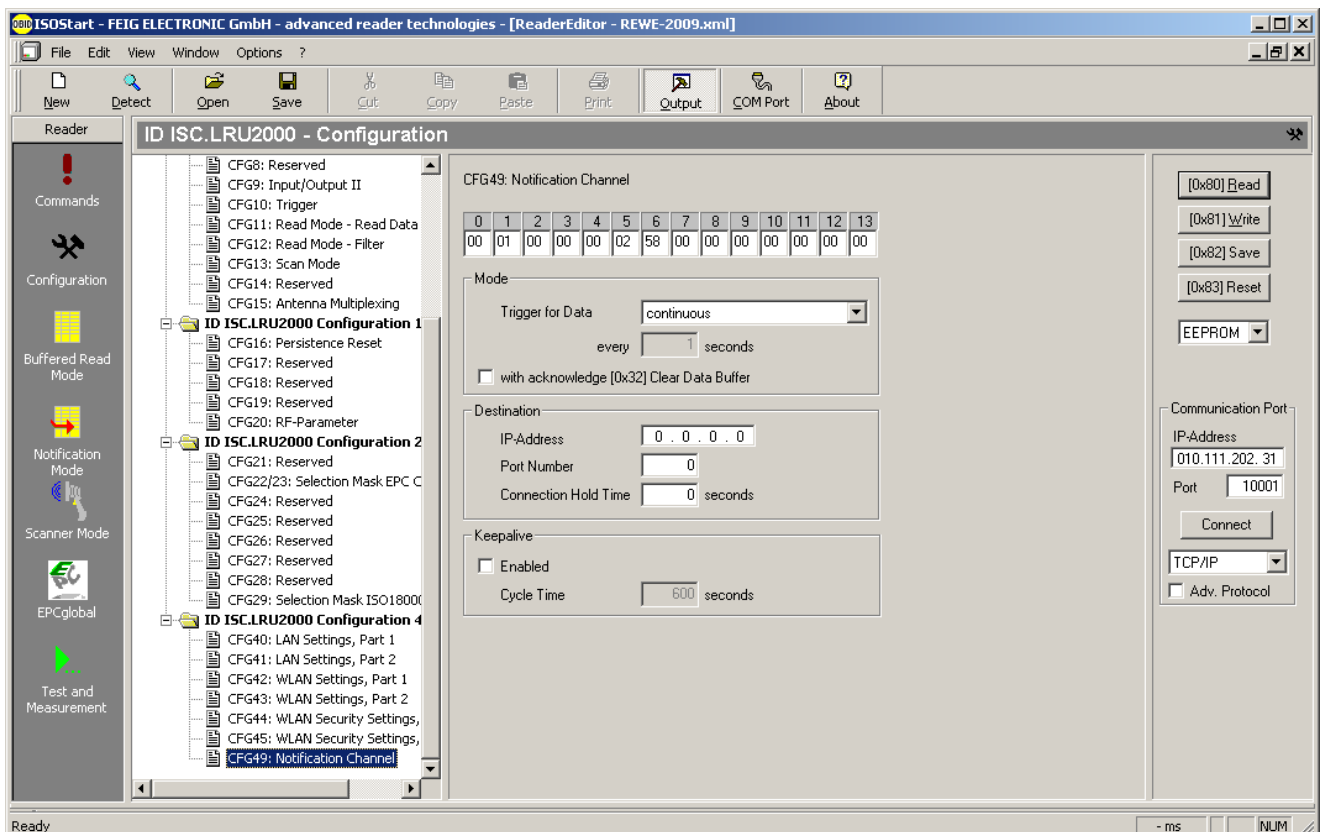 OBID ISOStart - FEIG ELECTRONIC GmbH - advanced reader technologies - [ReaderEditor - REWE-2009.xml]
File Edit View Window Options ?
New Detect Open Save Cut Copy Paste Print Output COM Port About
Reader
ID ISC.LRU2000 - Configuration
Commands
Configuration
Buffered Read
Mode
Notification
Mode
Scanner Mode
EPC
EPCglobal
Test and
Measurement
CFG8: Reserved
CFG9: Input/Output II
CFG10: Trigger
CFG11: Read Mode - Read Data
CFG12: Read Mode - Filter
CFG13: Scan Mode
CFG14: Reserved
CFG15: Antenna Multiplexing
ID ISC.LRU2000 Configuration 1
CFG16: Persistence Reset
CFG17: Reserved
CFG18: Reserved
CFG19: Reserved
CFG20: RF-Parameter
ID ISC.LRU2000 Configuration 2
CFG21: Reserved
CFG22/23: Selection Mask EPC C
CFG24: Reserved
CFG25: Reserved
CFG26: Reserved
CFG27: Reserved
CFG28: Reserved
CFG29: Selection Mask ISO1800
ID ISC.LRU2000 Configuration 4
CFG40: LAN Settings, Part 1
CFG41: LAN Settings, Part 2
CFG42: WLAN Settings, Part 1
CFG43: WLAN Settings, Part 2
CFG44: WLAN Security Settings,
CFG45: WLAN Security Settings,
CFG49: Notification Channel
CFG49: Notification Channel
0 1 2 3 4 5 6 7 8 9 10 11 12 13
00 01 00 00 00 02 58 00 00 00 00 00 00 00
Mode
Trigger for Data continuous
every 1 seconds
with acknowledge [0x32] Clear Data Buffer
Destination
IP-Address 0 . 0 . 0 . 0
Port Number 0
Connection Hold Time 0 seconds
Keepalive
Enabled
Cycle Time 600 seconds
[0x80] Read
[0x81] Write
[0x82] Save
[0x83] Reset
EEPROM
Communication Port
IP-Address
010.111.202. 31
Port 10001
Connect
TCP/IP
Adv. Protocol
Ready - ms NUM